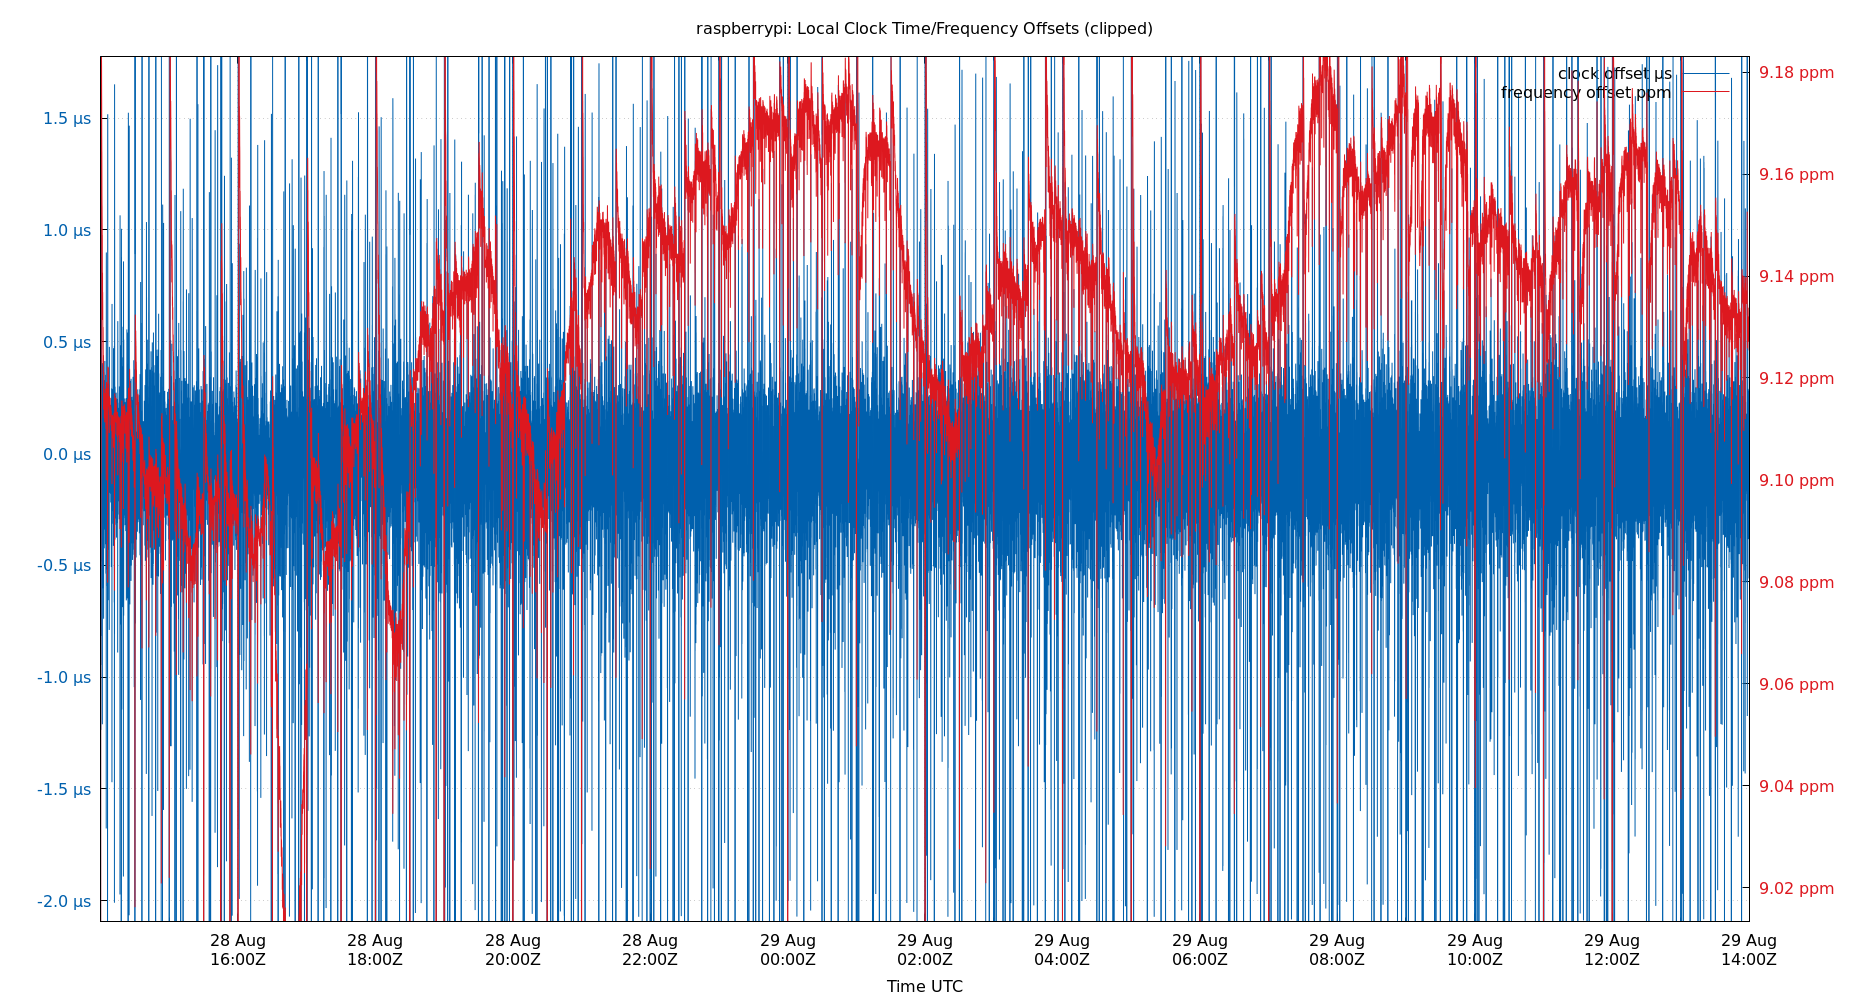 raspberrypi: Local Clock Time/Frequency Offsets (clipped)
clock offset µs
frequency offset ppm
1.5 µs
1.0 µs
0.5 µs
0.0 µs
-0.5 µs
-1.0 µs
-1.5 µs
-2.0 µs
9.18 ppm
9.16 ppm
9.14 ppm
9.12 ppm
9.10 ppm
9.08 ppm
9.06 ppm
9.04 ppm
9.02 ppm
28 Aug 28 Aug 28 Aug 28 Aug 29 Aug 29 Aug 29 Aug 29 Aug 29 Aug 29 Aug 29 Aug 29 Aug
16:00Z 18:00Z 20:00Z 22:00Z 00:00Z 02:00Z 04:00Z 06:00Z 08:00Z 10:00Z 12:00Z 14:00Z
Time UTC